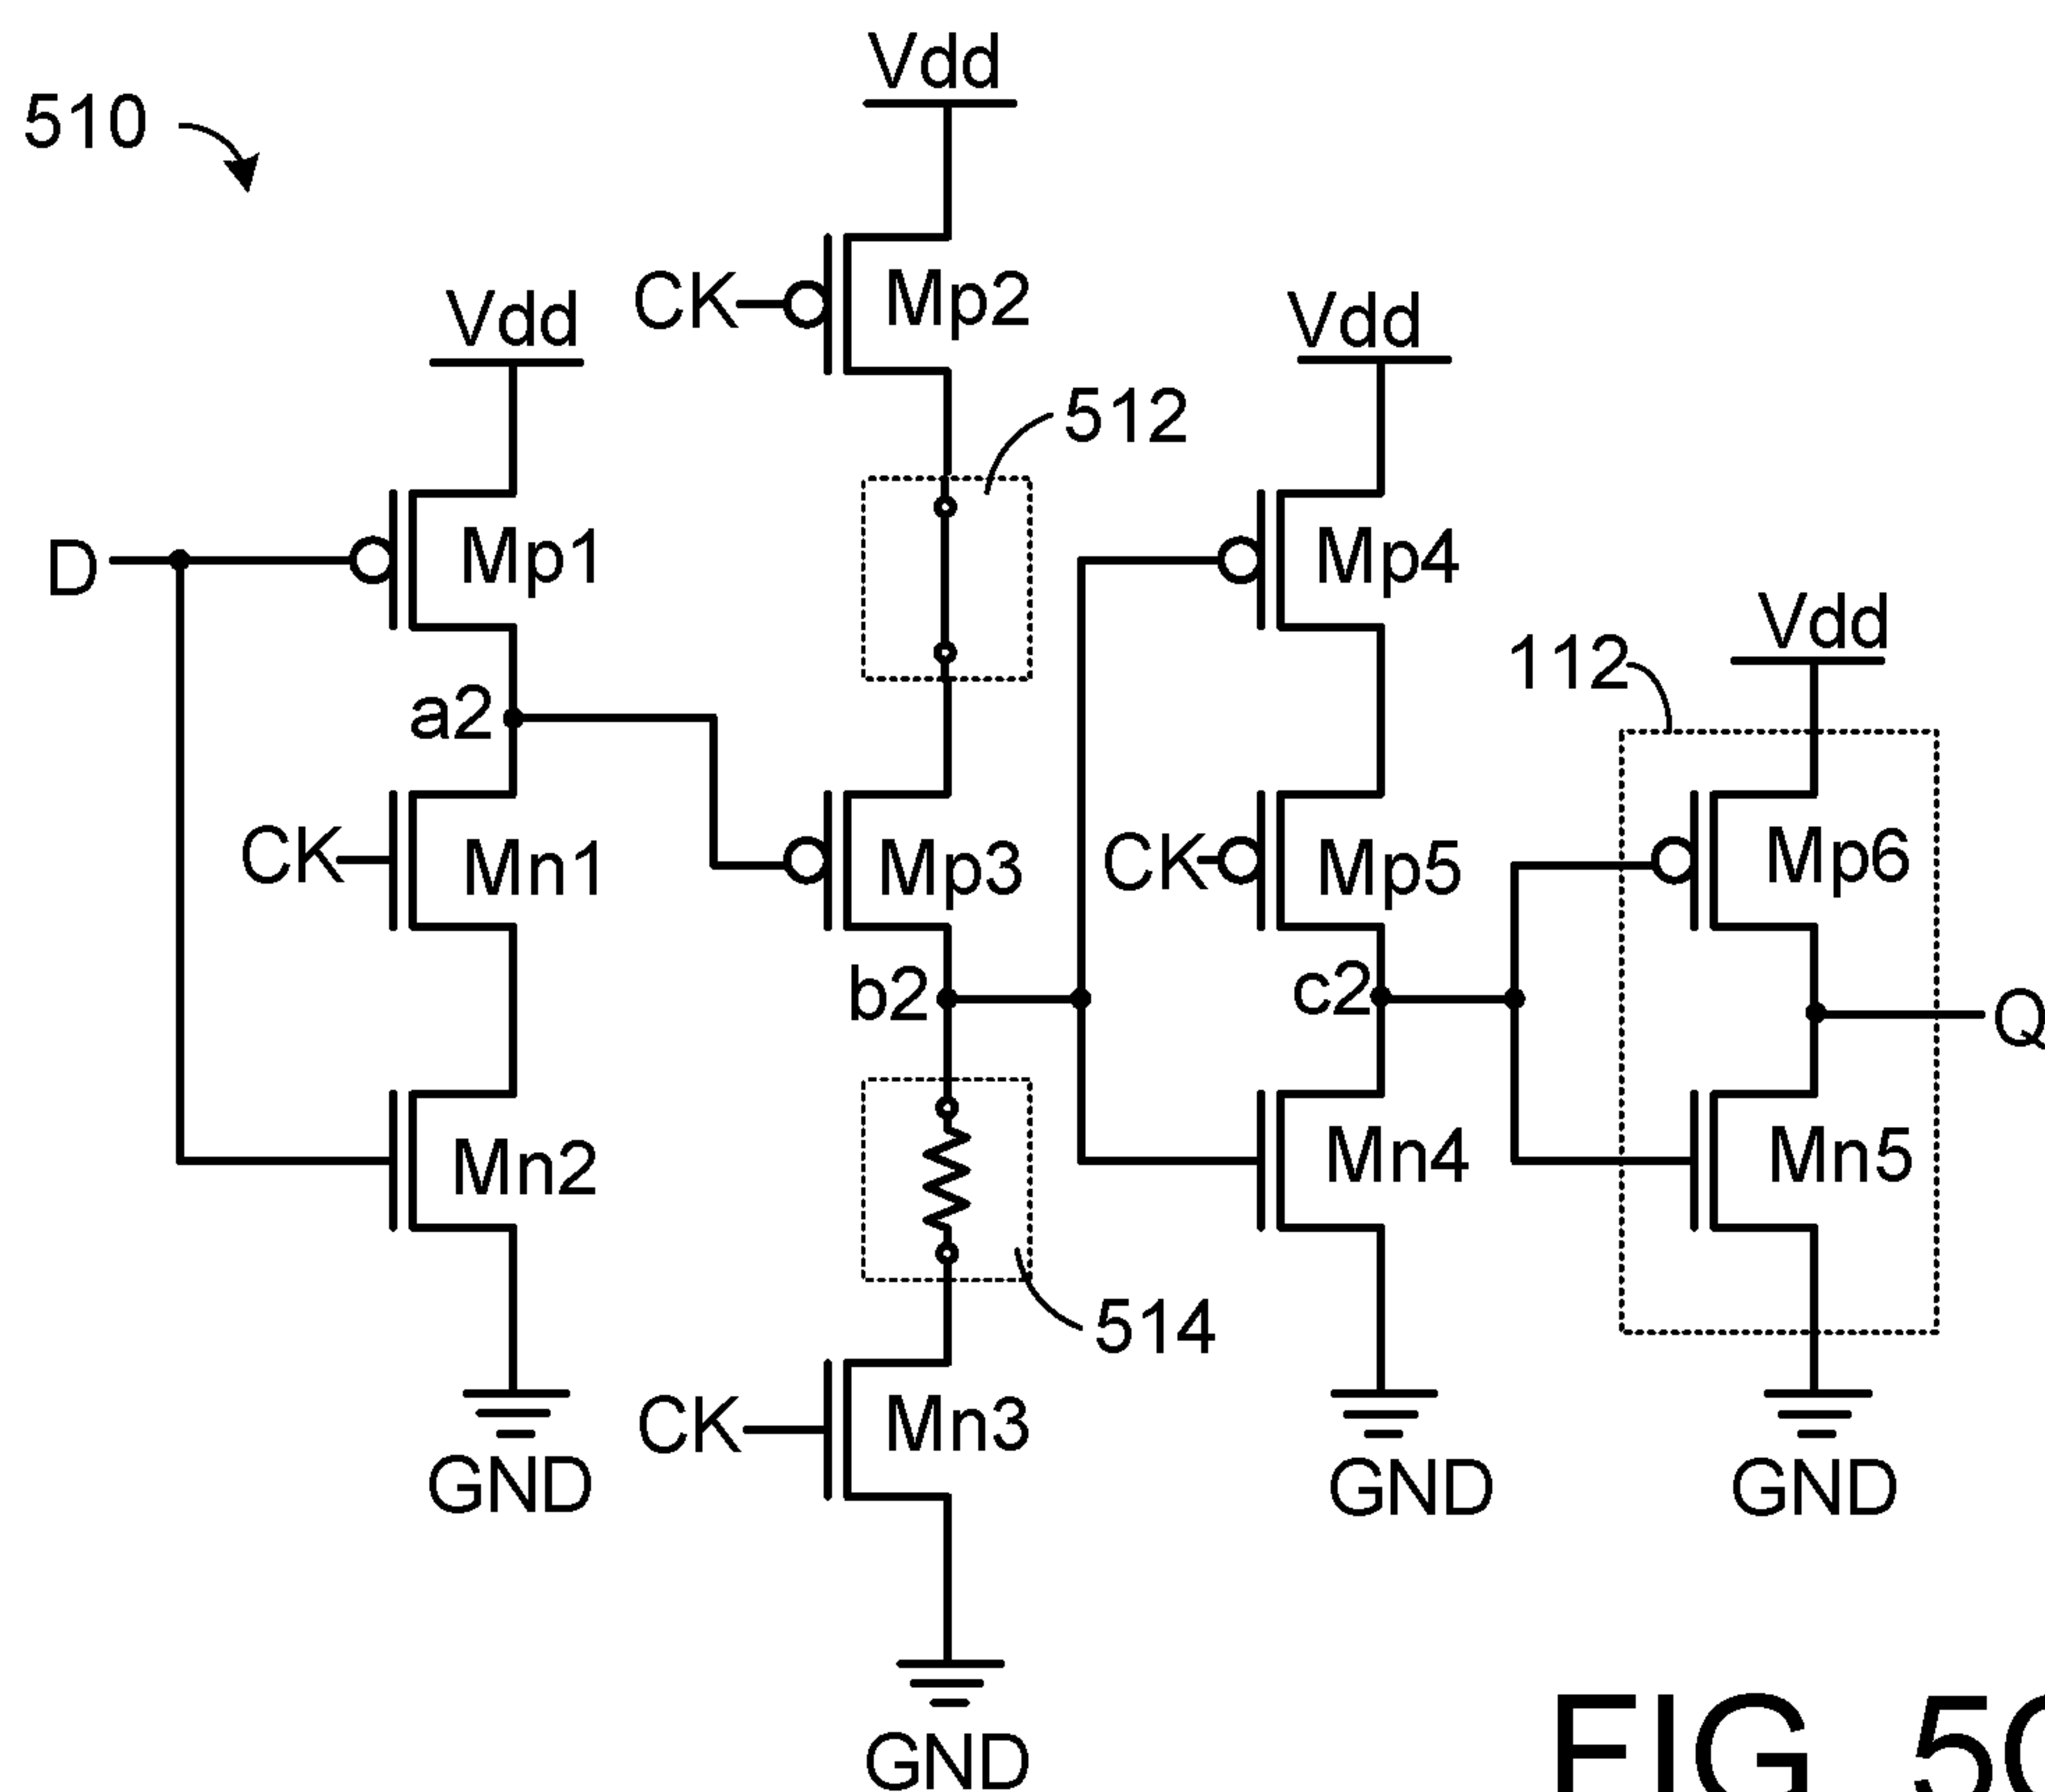 510
Vdd
CK
Mp2
Vdd
Vdd
512
D
Mp1
Mp4
Vdd
112
a2
CK
Mn1
Mp3
CK
Mp5
Mp6
b2
c2
Q
Mn2
Mn4
Mn5
514
CK
Mn3
GND
GND
GND
GND